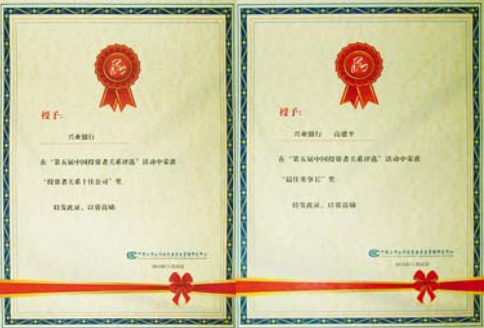 授予:
兴业银行
在“第五届中国投资者关系评选”活动中荣获
“投资者关系十佳公司”奖
特发此证，以资鼓励。
授予:
兴业银行 高建平
在“第五届中国投资者关系评选”活动中荣获
“最佳董事长”奖
特发此证，以资鼓励。